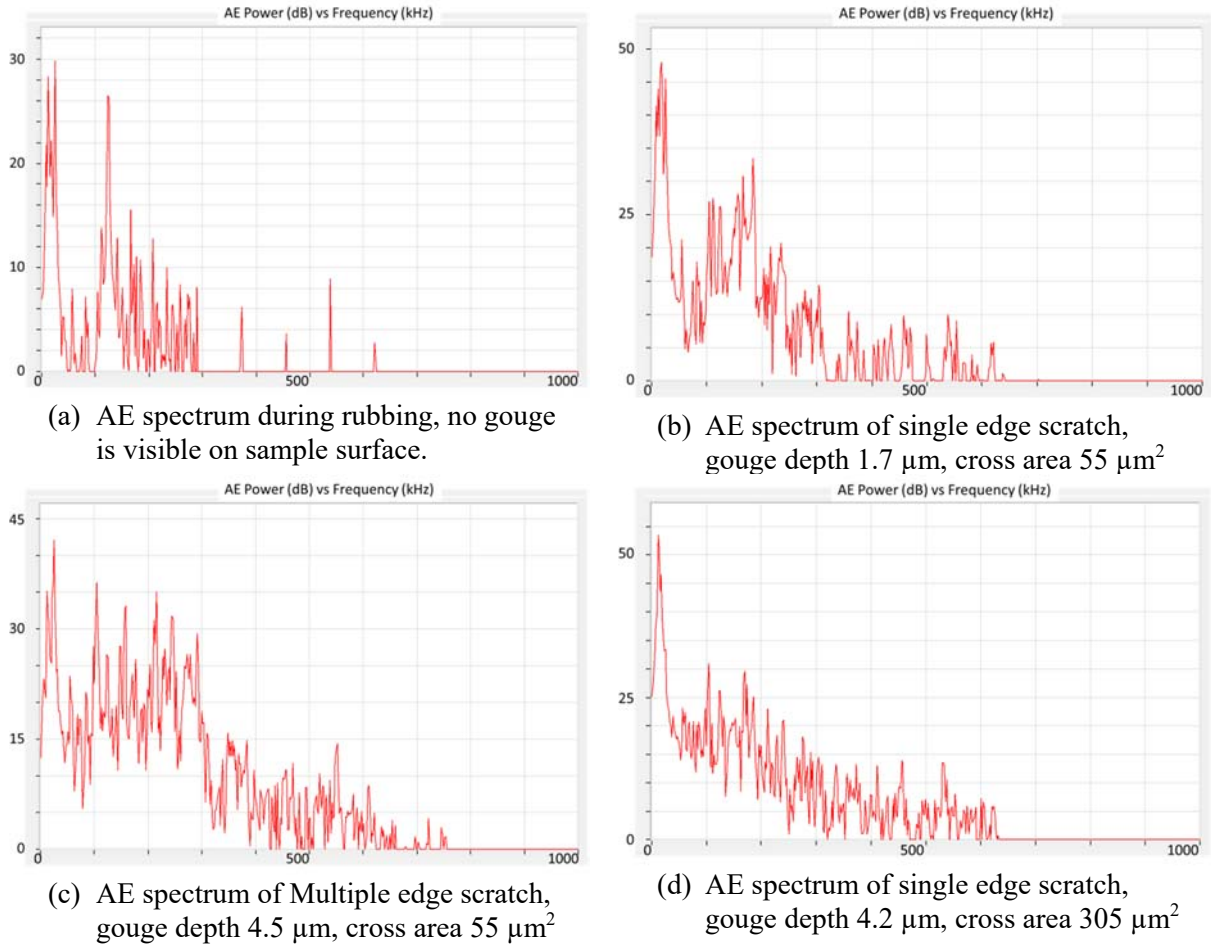 AE Power (dB) vs Frequency (kHz)
30
20
10
0
0
500
1000
(a) AE spectrum during rubbing, no gouge
is visible on sample surface.
AE Power (dB) vs Frequency (kHz)
50
25
0
0
500
1000
(b) AE spectrum of single edge scratch,
gouge depth 1.7 µm, cross area 55 µm²
AE Power (dB) vs Frequency (kHz)
45
30
15
0
0
500
1000
(c) AE spectrum of Multiple edge scratch,
gouge depth 4.5 µm, cross area 55 µm²
AE Power (dB) vs Frequency (kHz)
50
25
0
0
500
1000
(d) AE spectrum of single edge scratch,
gouge depth 4.2 µm, cross area 305 µm²